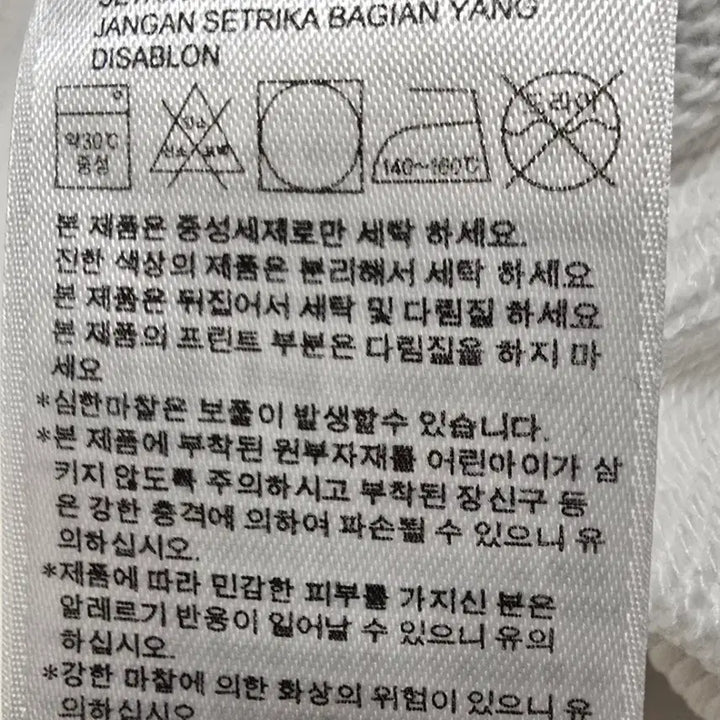 JANGAN SETRIKA BAGIAN YANG
DISABLON
약30℃
중성
산소
염소 표백
140~160℃
드라이
본 제품은 중성세제로만 세탁 하세요.
진한 색상의 제품은 분리해서 세탁 하세요
본 제품은 뒤집어서 세탁 및 다림질 하세요
본 제품의 프린트 부분은 다림질을 하지 마
세요
*심한마찰은 보풀이 발생할수 있습니다.
*본 제품에 부착된 원부자재를 어린아이가 삼
키지 않도록 주의하시고 부착된 장신구 등
은 강한 충격에 의하여 파손될 수 있으니 유
의하십시오.
*제품에 따라 민감한 피부를 가지신 분은
알레르기 반응이 일어날 수 있으니 유의
하십시오.
*강한 마찰에 의한 화상의 위험이 있으니 유
의하십시오